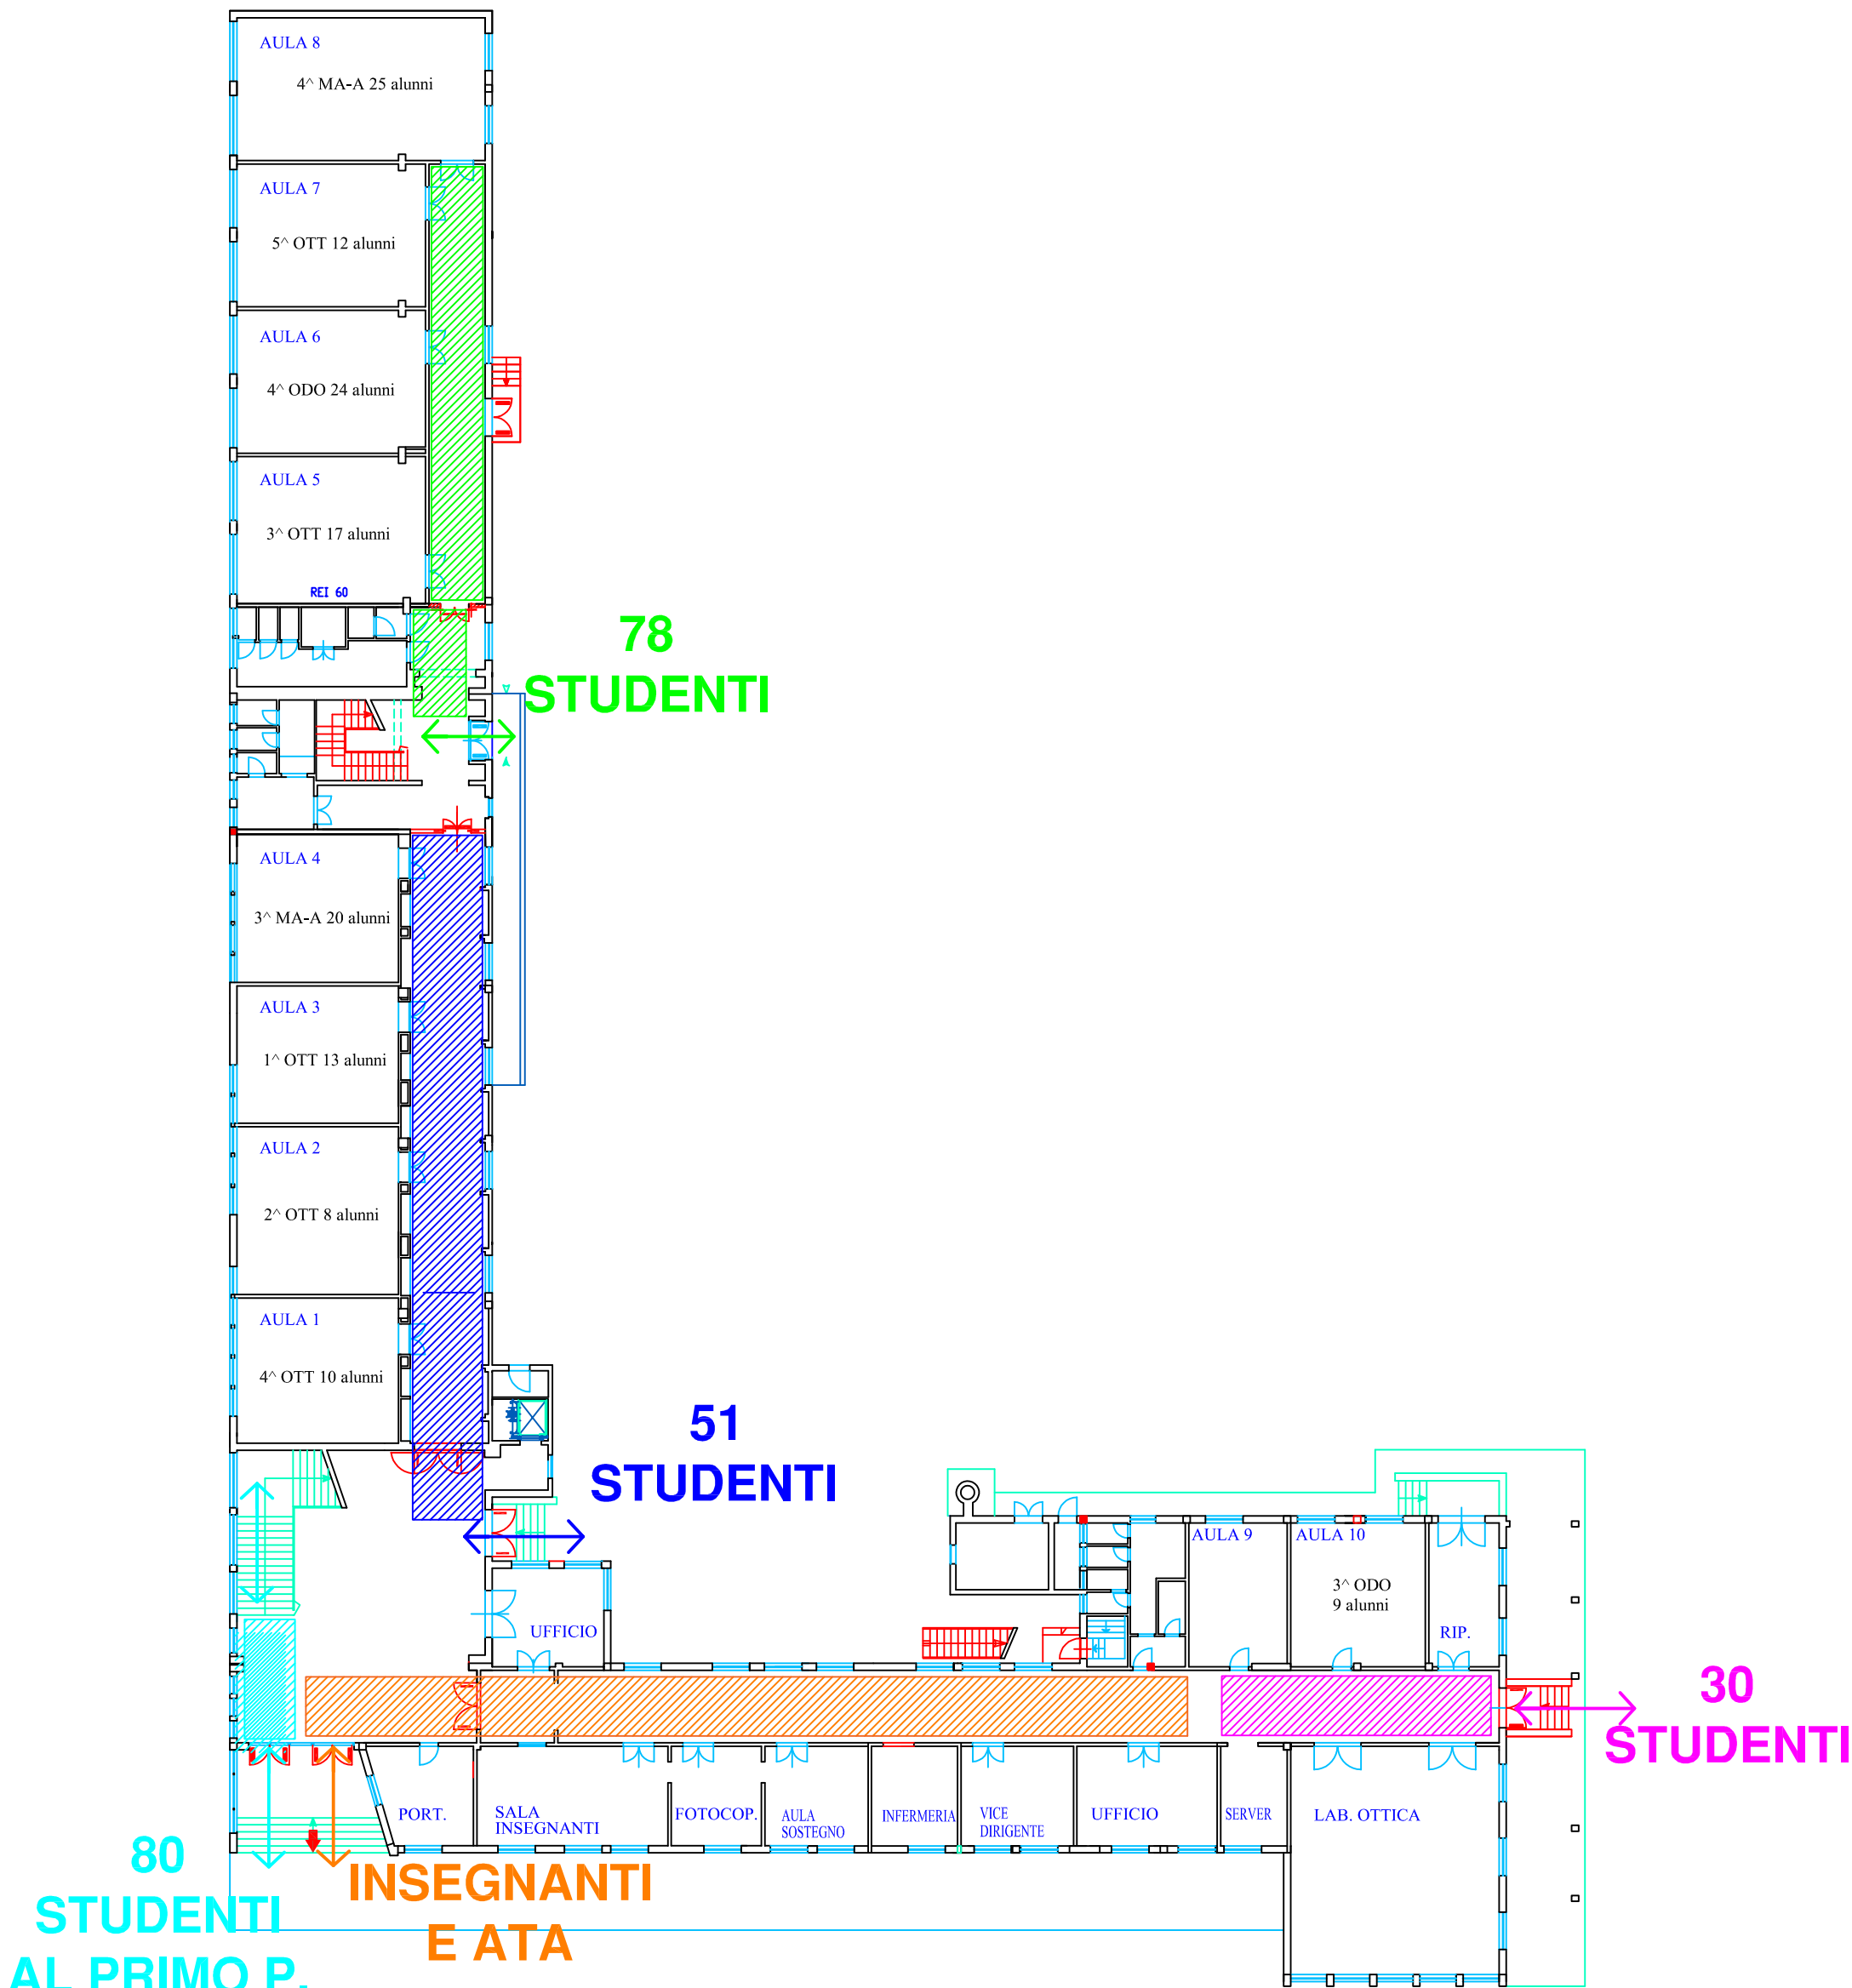 AULA 8
4^ MA-A 25 alunni
AULA 7
5^ OTT 12 alunni
AULA 6
4^ ODO 24 alunni
AULA 5
3^ OTT 17 alunni
REI 60
78
STUDENTI
AULA 4
3^ MA-A 20 alunni
AULA 3
1^ OTT 13 alunni
AULA 2
2^ OTT 8 alunni
AULA 1
4^ OTT 10 alunni
51
STUDENTI
AULA 9
AULA 10
3^ ODO
9 alunni
UFFICIO
RIP.
30
STUDENTI
PORT.
SALA
INSEGNANTI
FOTOCOP.
AULA
SOSTEGNO
INFERMERIA
VICE
DIRIGENTE
UFFICIO
SERVER
LAB. OTTICA
80
STUDENTI
AL PRIMO P.
INSEGNANTI
E ATA